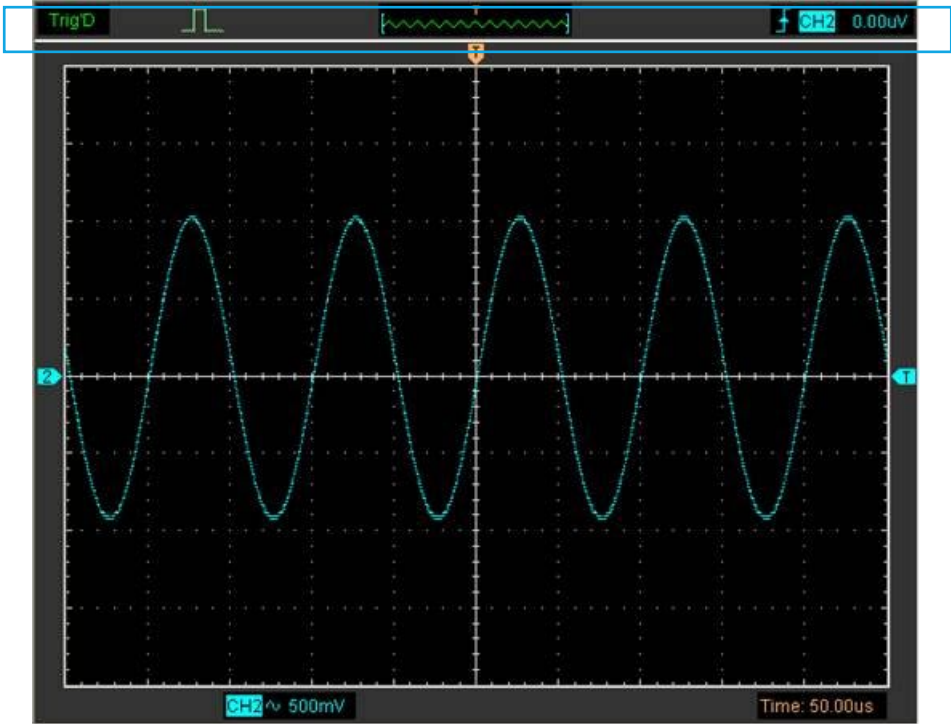 Trig'D
T
CH2 0.00uV
T
2
T
CH2 ∿ 500mV
Time: 50.00us